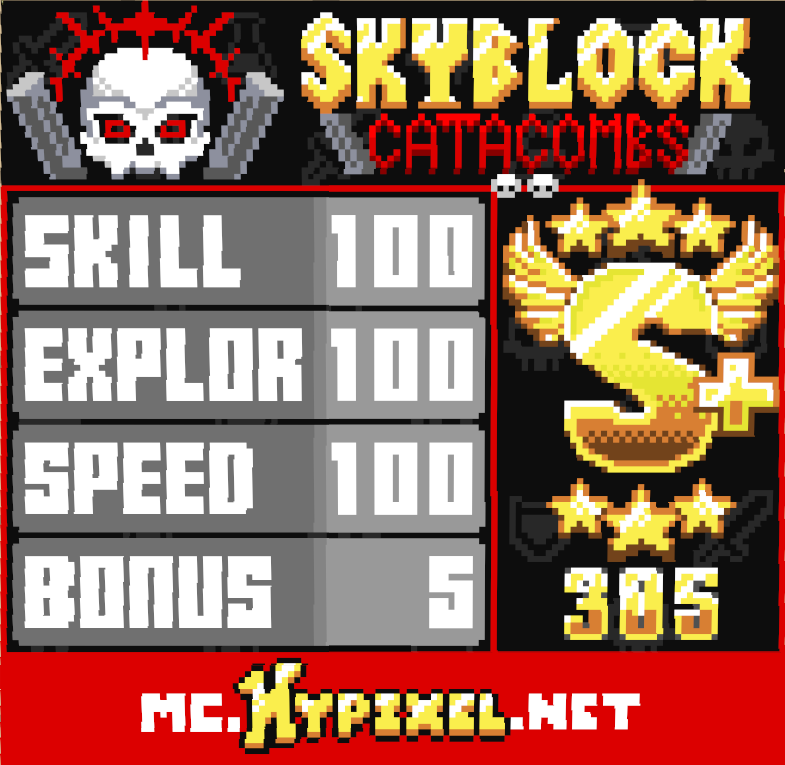 SKYBLOCK
CATACOMBS
SKILL 100
EXPLOR 100
SPEED 100
BONUS 5
S+
305
MC.HYPIXEL.NET